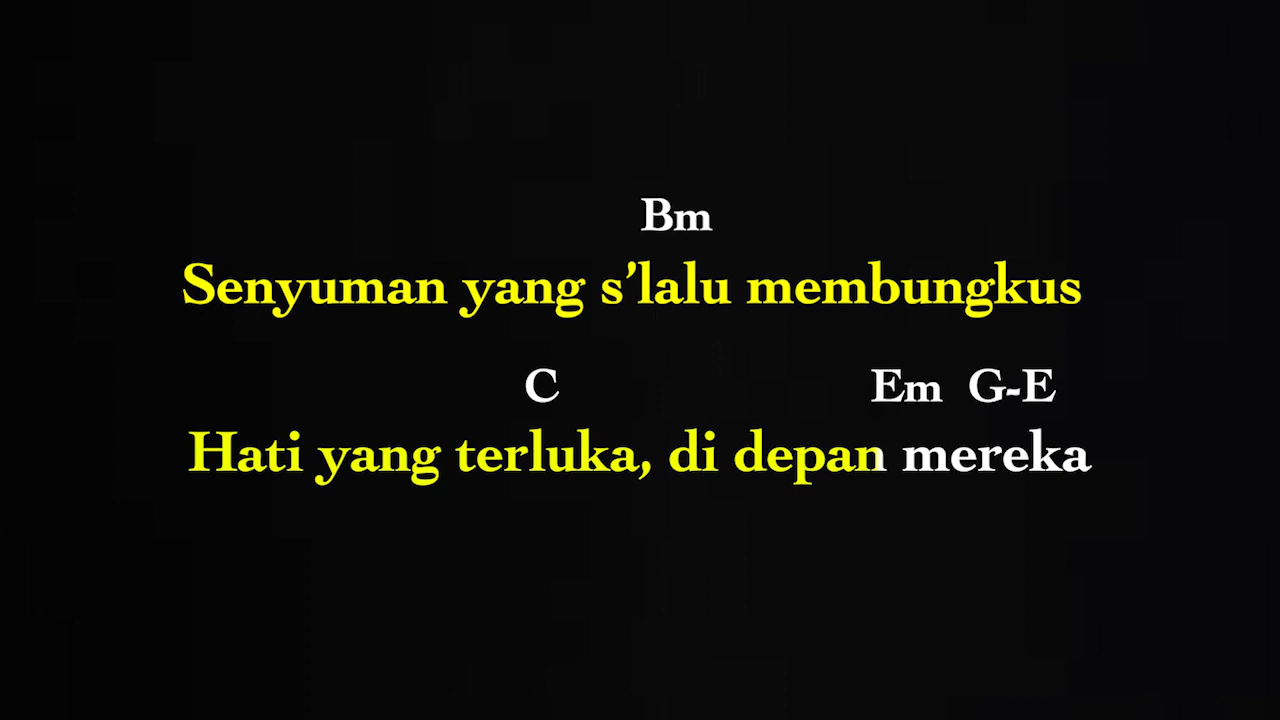 Bm
Senyuman yang s’lalu membungkus
C Em G-E
Hati yang terluka, di depan mereka